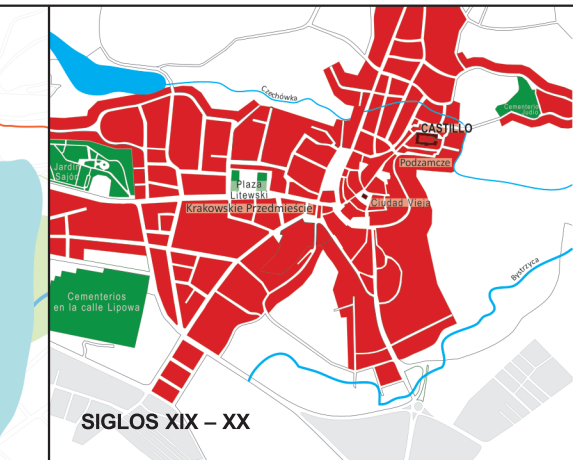 Czechówka
Cementerio
Judío
CASTILLO
Podzamcze
Jardín
Sajón
Plaza
Litewski
Krakowskie Przedmieście
Ciudad Vieja
Bystrzyca
Cementerios
en la calle Lipowa
SIGLOS XIX – XX